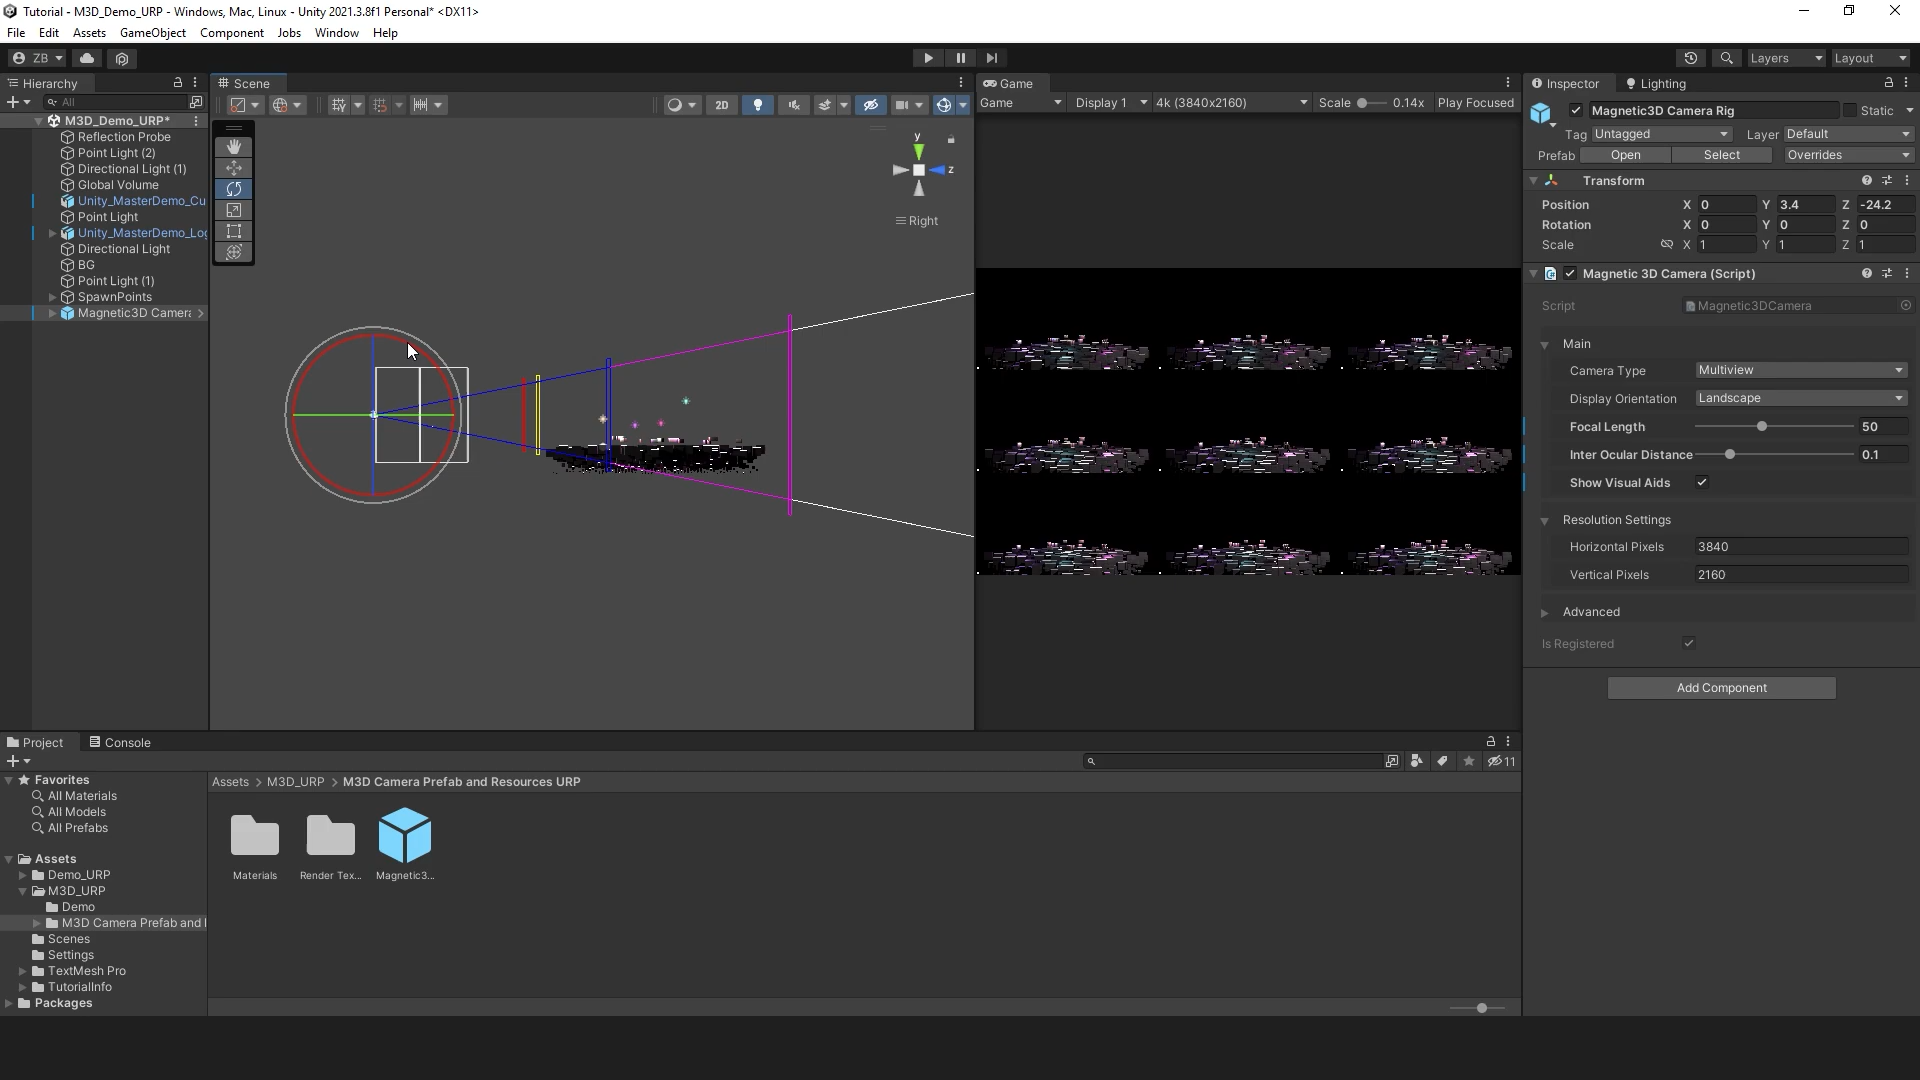 Tutorial - M3D_Demo_URP - Windows, Mac, Linux - Unity 2021.3.8f1 Personal* <DX11>
File Edit Assets GameObject Component Jobs Window Help
ZB Layers Layout
Hierarchy
All
M3D_Demo_URP*
Reflection Probe
Point Light (2)
Directional Light (1)
Global Volume
Unity_MasterDemo_Cu
Point Light
Unity_MasterDemo_Log
Directional Light
BG
Point Light (1)
SpawnPoints
Magnetic3D Camera
Scene
2D
y
z
Right
Game
Game Display 1 4k (3840x2160) Scale 0.14x Play Focused
Inspector Lighting
Magnetic3D Camera Rig Static
Tag Untagged Layer Default
Prefab Open Select Overrides
Transform
Position X 0 Y 3.4 Z -24.2
Rotation X 0 Y 0 Z 0
Scale X 1 Y 1 Z 1
Magnetic 3D Camera (Script)
Script Magnetic3DCamera
Main
Camera Type Multiview
Display Orientation Landscape
Focal Length 50
Inter Ocular Distance 0.1
Show Visual Aids
Resolution Settings
Horizontal Pixels 3840
Vertical Pixels 2160
Advanced
Is Registered
Add Component
Project Console
11
Favorites
All Materials
All Models
All Prefabs
Assets
Demo_URP
M3D_URP
Demo
M3D Camera Prefab and
Scenes
Settings
TextMesh Pro
TutorialInfo
Packages
Assets > M3D_URP > M3D Camera Prefab and Resources URP
Materials Render Tex... Magnetic3...